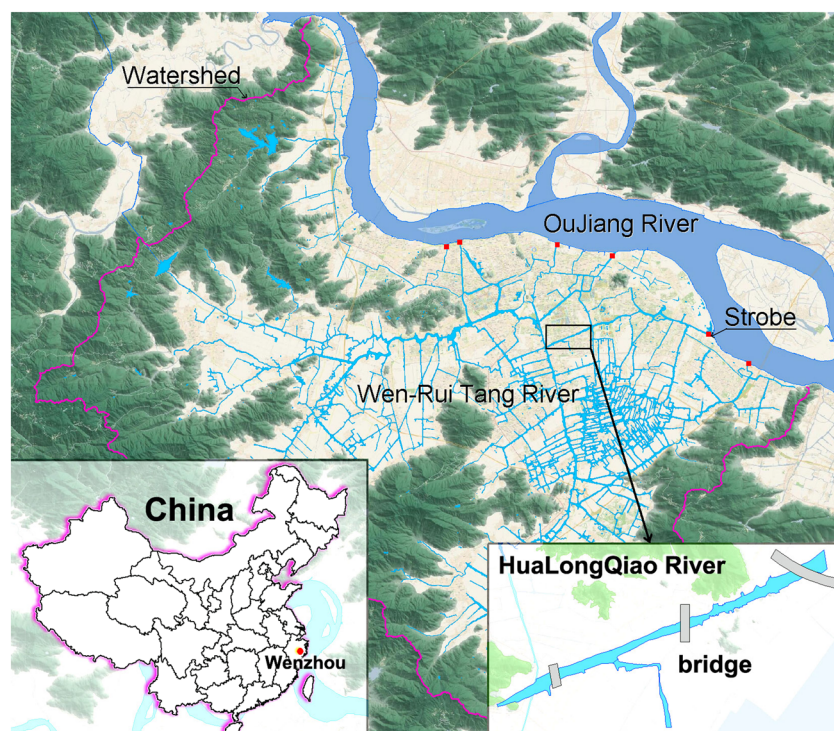 Watershed
OuJiang River
Strobe
Wen-Rui Tang River
China
Wenzhou
HuaLongQiao River
bridge